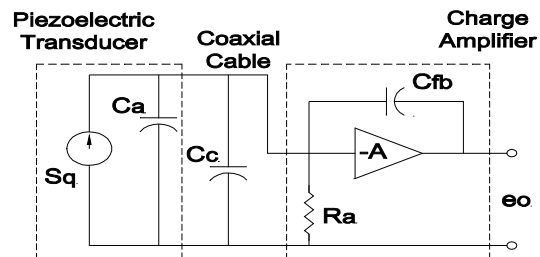 Piezoelectric
Transducer
Coaxial
Cable
Charge
Amplifier
Ca
Cc
Sq
Cfb
-A
Ra
eo